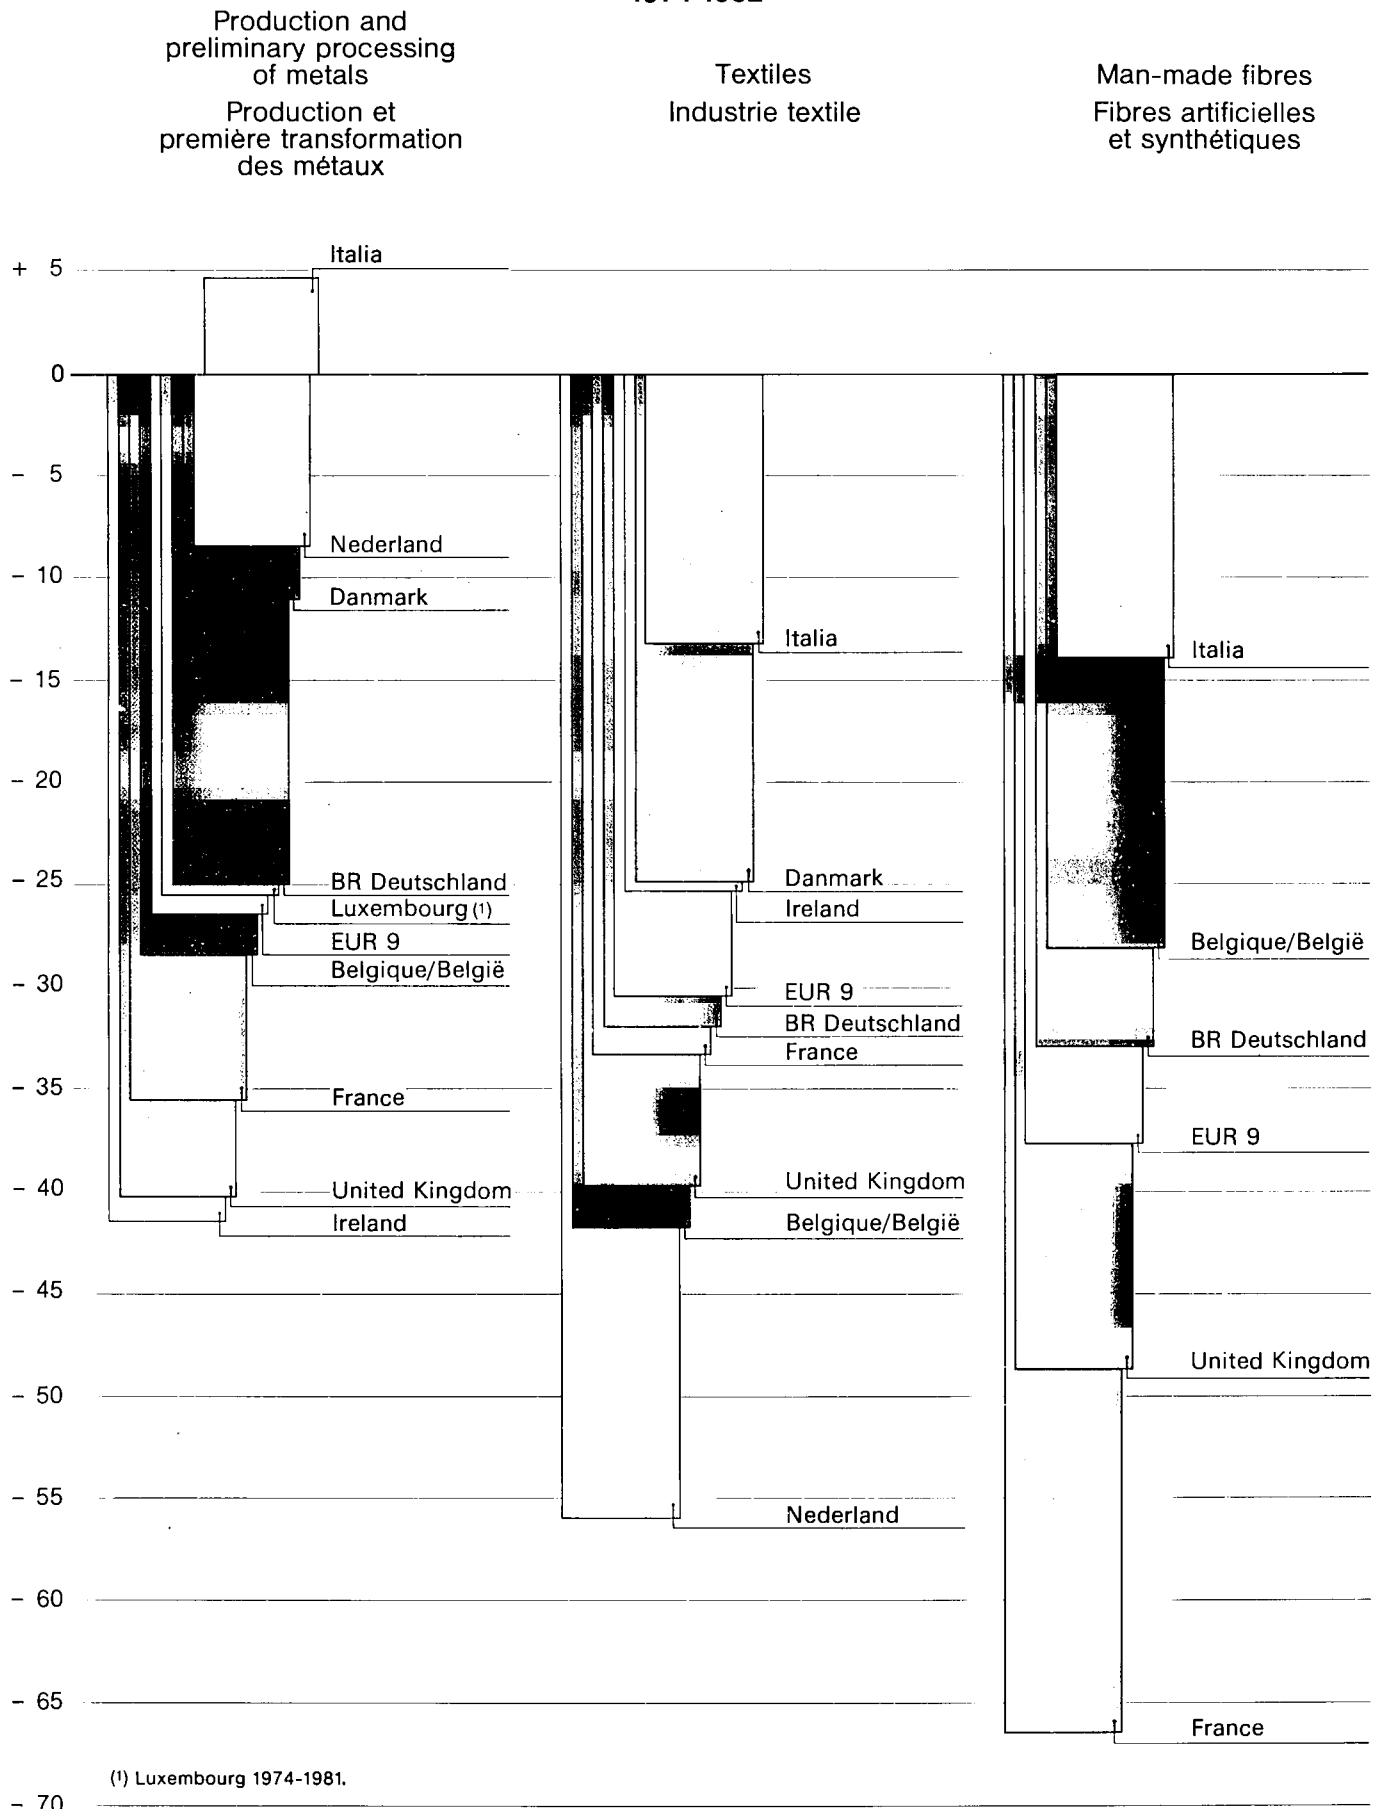 Production and
preliminary processing
of metals
Production et
première transformation
des métaux
Textiles
Industrie textile
Man-made fibres
Fibres artificielles
et synthétiques
+ 5
0
- 5
- 10
- 15
- 20
- 25
- 30
- 35
- 40
- 45
- 50
- 55
- 60
- 65
- 70
Italia
Nederland
Danmark
BR Deutschland
Luxembourg (1)
EUR 9
Belgique/België
France
United Kingdom
Ireland
Italia
Danmark
Ireland
EUR 9
BR Deutschland
France
United Kingdom
Belgique/België
Nederland
Italia
Belgique/België
BR Deutschland
EUR 9
United Kingdom
France
(1) Luxembourg 1974-1981.